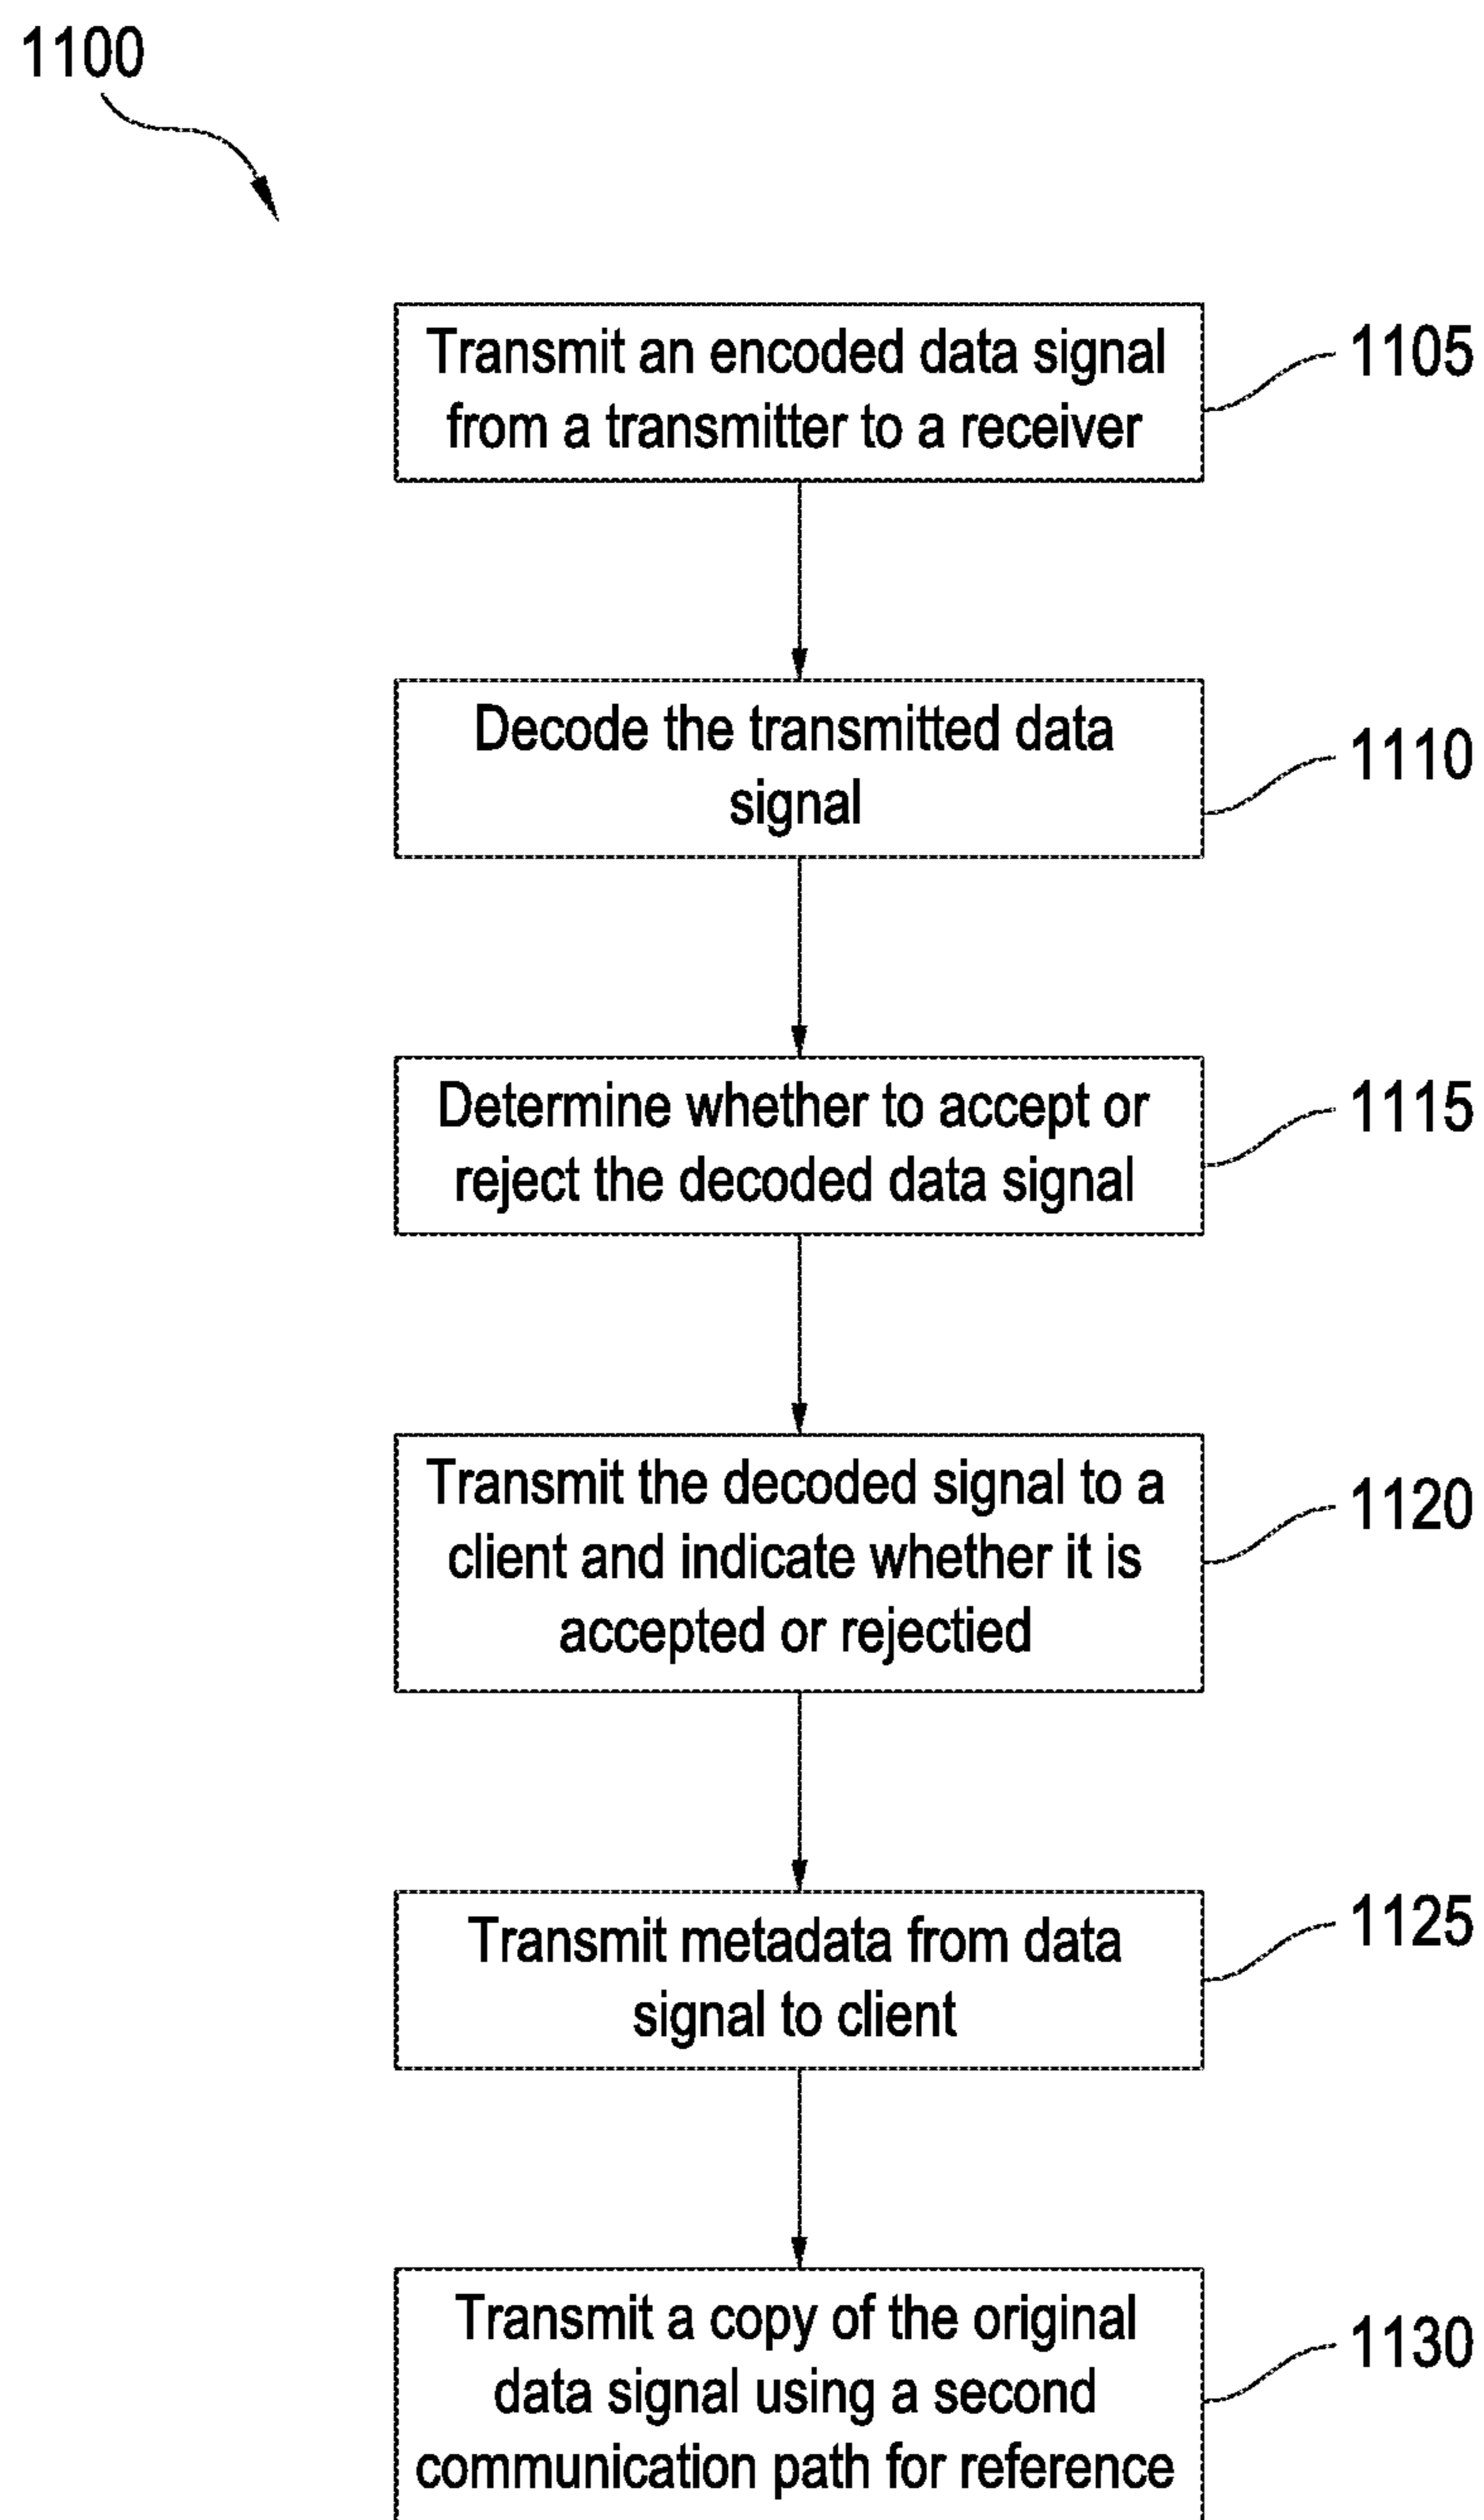 1100
Transmit an encoded data signal
from a transmitter to a receiver
1105
Decode the transmitted data
signal
1110
Determine whether to accept or
reject the decoded data signal
1115
Transmit the decoded signal to a
client and indicate whether it is
accepted or rejectied
1120
Transmit metadata from data
signal to client
1125
Transmit a copy of the original
data signal using a second
communication path for reference
1130